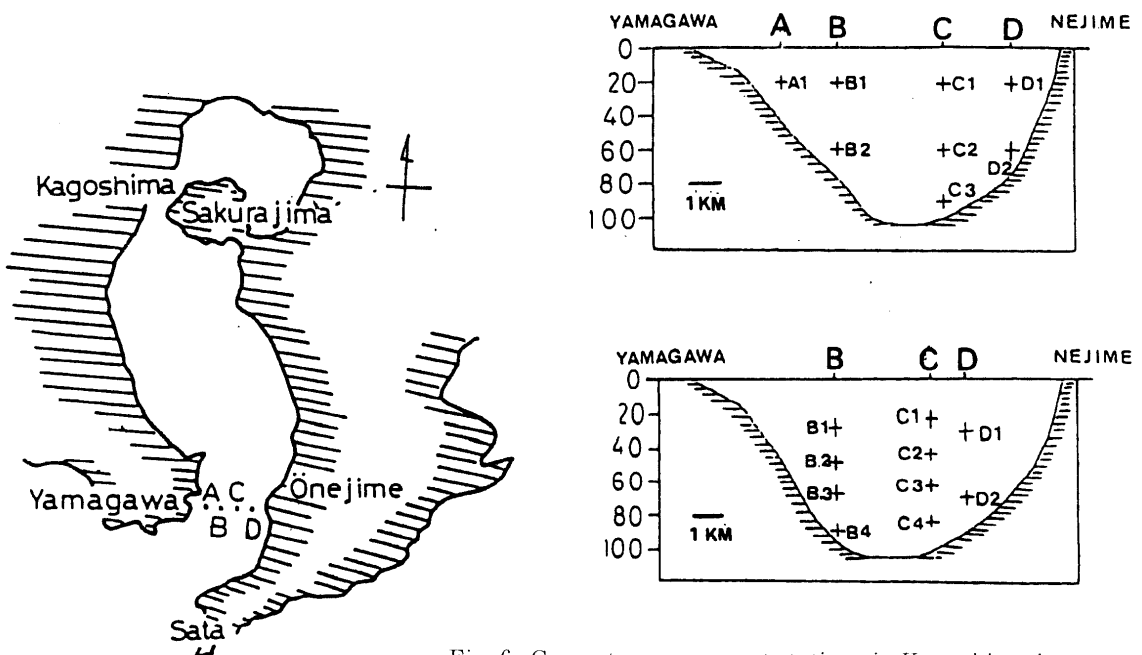 Kagoshima
Sakurajima
Yamagawa
A C
B D
Ōnejime
Sata
YAMAGAWA A B C D NEJIME
0
20 A1 B1 C1 D1
40
60 B2 C2 D2
80 C3
100
1 KM
YAMAGAWA B C D NEJIME
0
20 B1 C1 D1
40 B2 C2
60 B3 C3 D2
80 B4 C4
100
1 KM